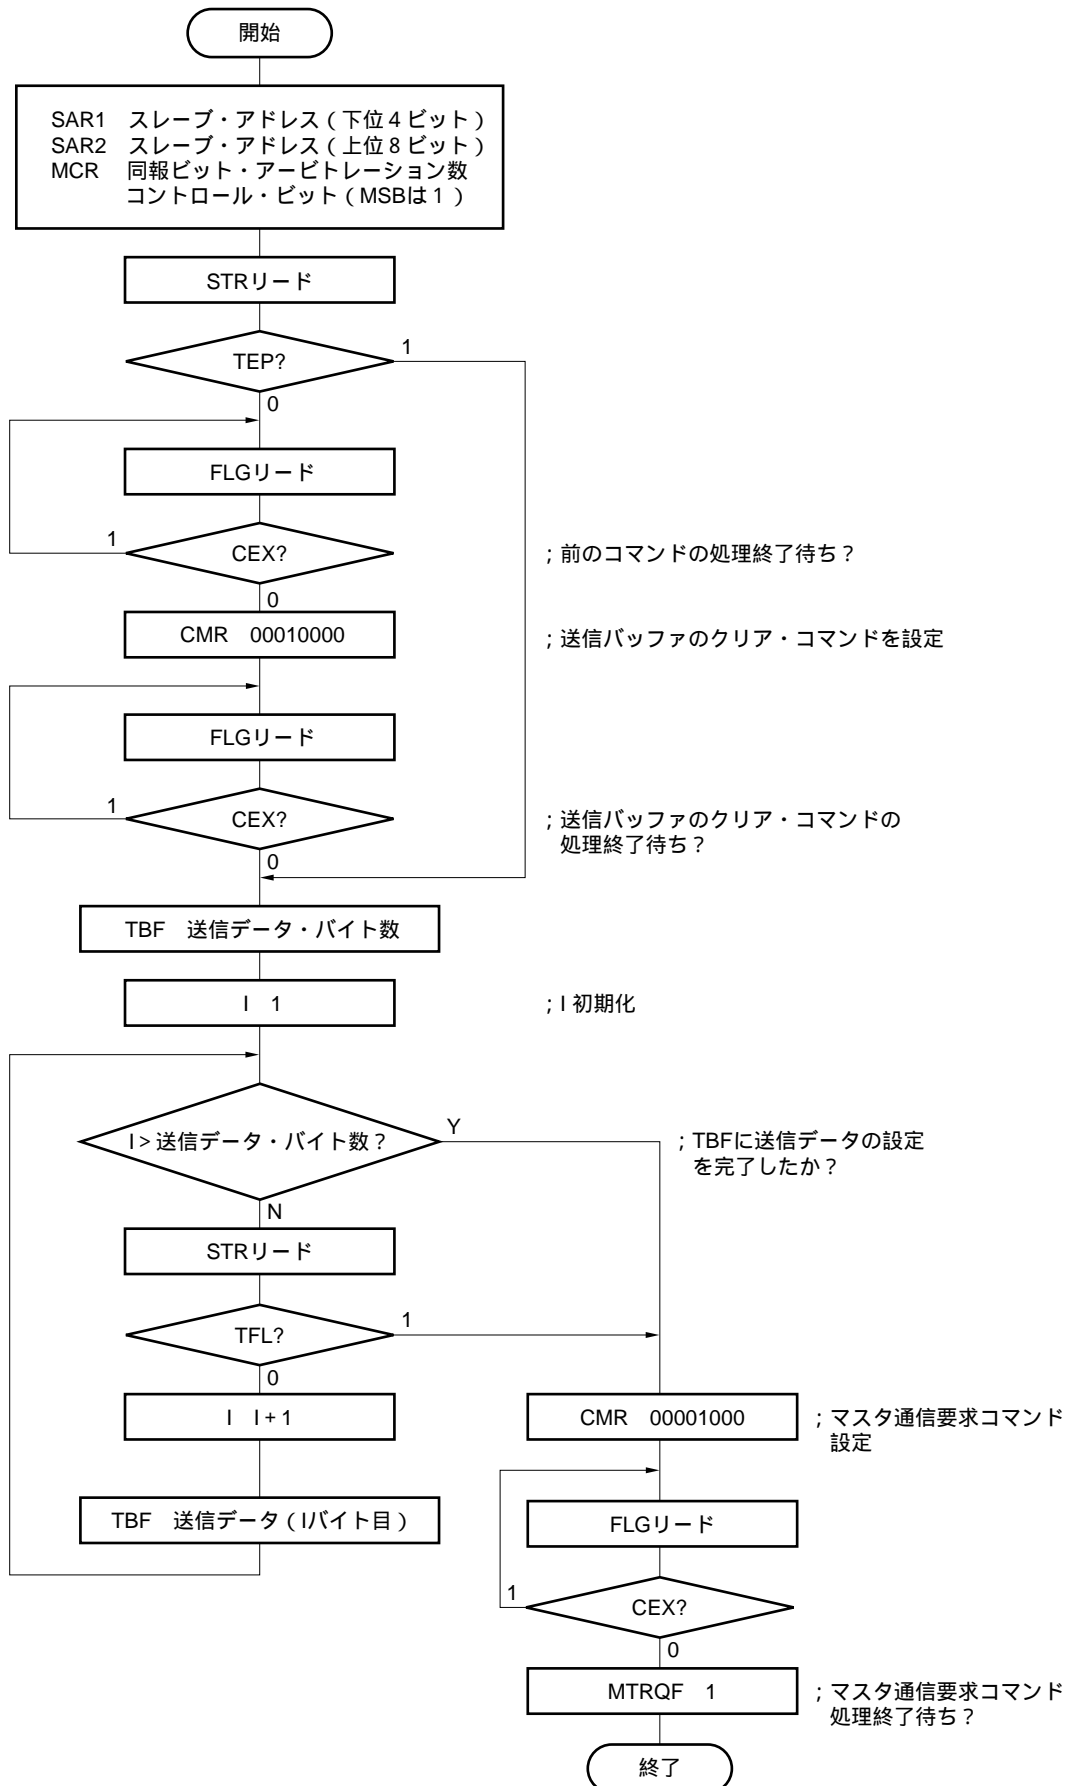 開始
SAR1 スレーブ・アドレス（下位４ビット）
SAR2 スレーブ・アドレス（上位８ビット）
MCR 同報ビット・アービトレーション数
コントロール・ビット（MSBは１）
STRリード
TEP?
1
0
FLGリード
1
CEX?
；前のコマンドの処理終了待ち？
0
CMR 00010000
；送信バッファのクリア・コマンドを設定
FLGリード
1
CEX?
；送信バッファのクリア・コマンドの
処理終了待ち？
0
TBF 送信データ・バイト数
I 1
；I 初期化
I > 送信データ・バイト数？
Y
；TBFに送信データの設定
を完了したか？
N
STRリード
TFL?
1
0
I I + 1
TBF 送信データ（Iバイト目）
CMR 00001000
；マスタ通信要求コマンド
設定
FLGリード
1
CEX?
0
MTRQF 1
；マスタ通信要求コマンド
処理終了待ち？
終了